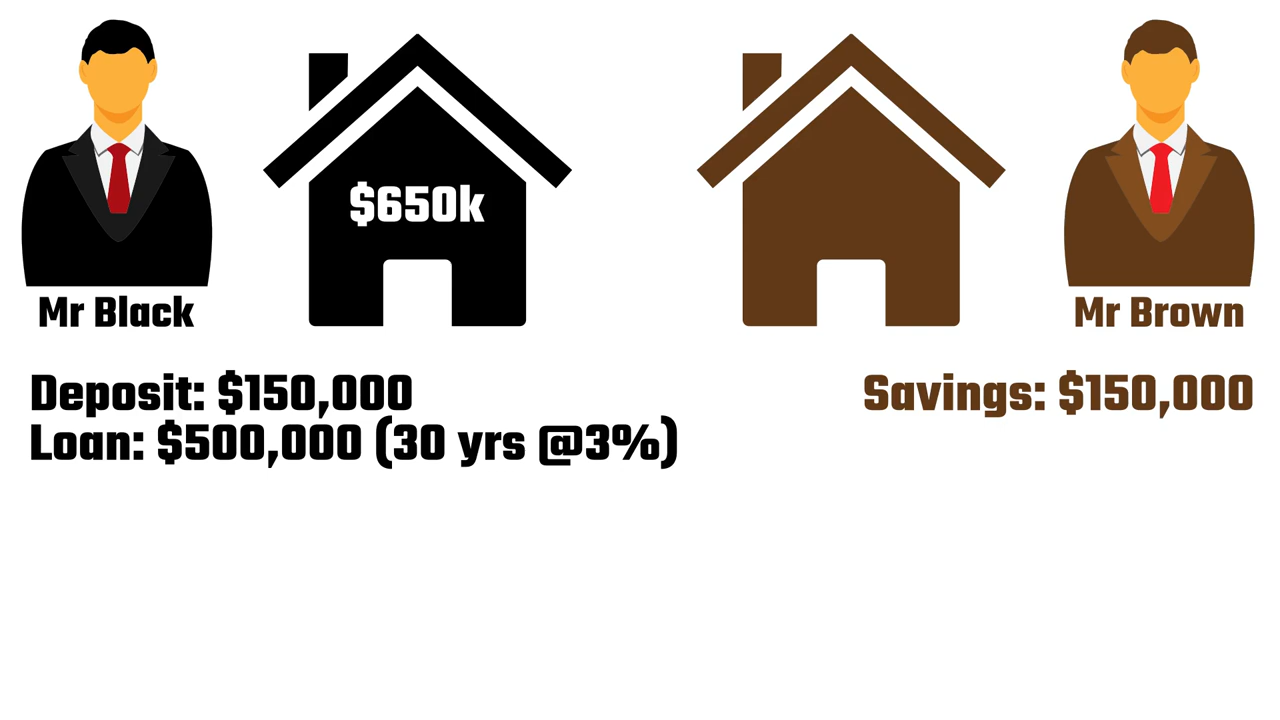 $650k
Mr Black
Mr Brown
Deposit: $150,000
Loan: $500,000 (30 yrs @3%)
Savings: $150,000